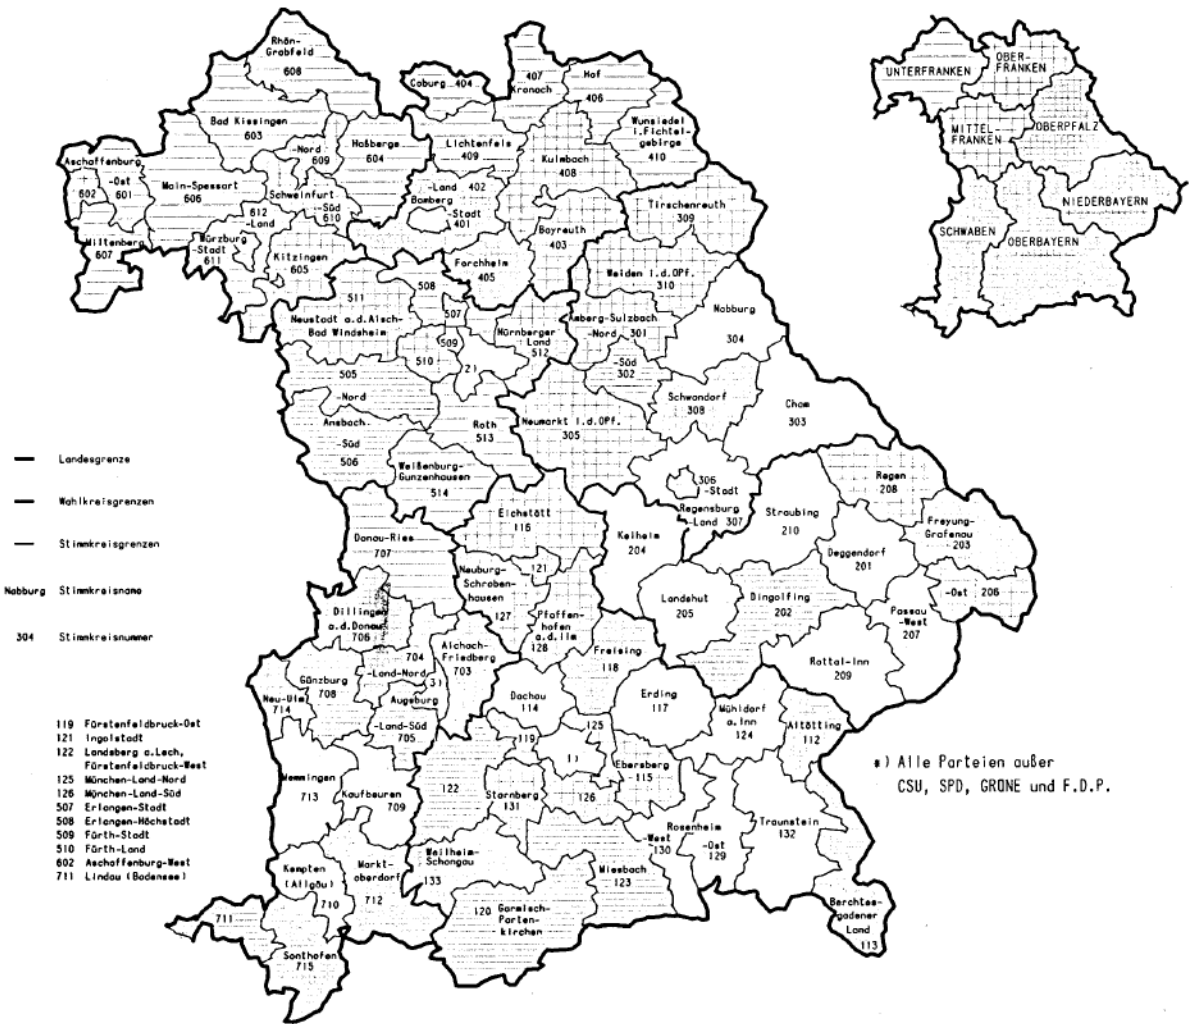 Rhön-
Grabfeld
608
Coburg 404
407
Kronach
Hof
406
Bad Kissingen
603
-Nord
609
Haßberge
604
Lichtenfels
409
Kulmbach
408
Wunsiedel
i.Fichtel-
gebirge
410
Aschaffenburg
602
-Ost
601
Main-Spessart
606
Schweinfurt
-Süd
610
-Land 402
Bamberg
-Stadt
401
Tirschenreuth
309
Miltenberg
607
612
-Land
Würzburg
-Stadt
611
Kitzingen
605
Bayreuth
403
Forchheim
405
Weiden i.d.OPf.
310
511
Neustadt a.d.Aisch-
Bad Windsheim
508
507
509
510
2)
Nürnberger
Land
512
Amberg-Sulzbach
-Nord 301
-Süd
302
Nabburg
304
505
-Nord
Ansbach
-Süd
506
Roth
513
Neumarkt i.d.OPf.
305
Schwandorf
308
Cham
303
Weißenburg-
Gunzenhausen
514
306
-Stadt
Regensburg
-Land 307
Regen
208
Straubing
210
Eichstätt
116
Kelheim
204
Deggendorf
201
Freyung-
Grafenau
203
Donau-Ries
707
Neuburg-
Schroben-
hausen
127
121
Landshut
205
Dingolfing
202
Passau
-West
207
-Ost 206
Dillingen
a.d.Donau
706
Pfaffen-
hofen
a.d.Ilm
128
Rottal-Inn
209
704
-Land-Nord
3)
Augsburg
-Land-Süd
705
Aichach-
Friedberg
703
Freising
118
Günzburg
708
Neu-Ulm
714
Dachau
114
Erding
117
Mühldorf
a.Inn
124
Altötting
112
119
125
1)
Ebersberg
115
126
Memmingen
713
Kaufbeuren
709
122
Starnberg
131
Rosenheim
-West
130
-Ost
129
Traunstein
132
Weilheim-
Schongau
133
Miesbach
123
Kempten
(Allgäu)
710
Markt-
oberdorf
712
120 Garmisch-
Parten-
kirchen
Berchtes-
gadener
Land
113
711
Sonthofen
715
UNTERFRANKEN
OBER-
FRANKEN
MITTEL
FRANKEN
OBERPFALZ
NIEDERBAYERN
SCHWABEN
OBERBAYERN
Landesgrenze
Wahlkreisgrenzen
Stimmkreisgrenzen
Nabburg Stimmkreisname
304 Stimmkreisnummer
119 Fürstenfeldbruck-Ost
121 Ingolstadt
122 Landsberg a.Lech,
Fürstenfeldbruck-West
125 München-Land-Nord
126 München-Land-Süd
507 Erlangen-Stadt
508 Erlangen-Höchstadt
509 Fürth-Stadt
510 Fürth-Land
602 Aschaffenburg-West
711 Lindau (Bodensee)
*) Alle Parteien außer
CSU, SPD, GRÜNE und F.D.P.